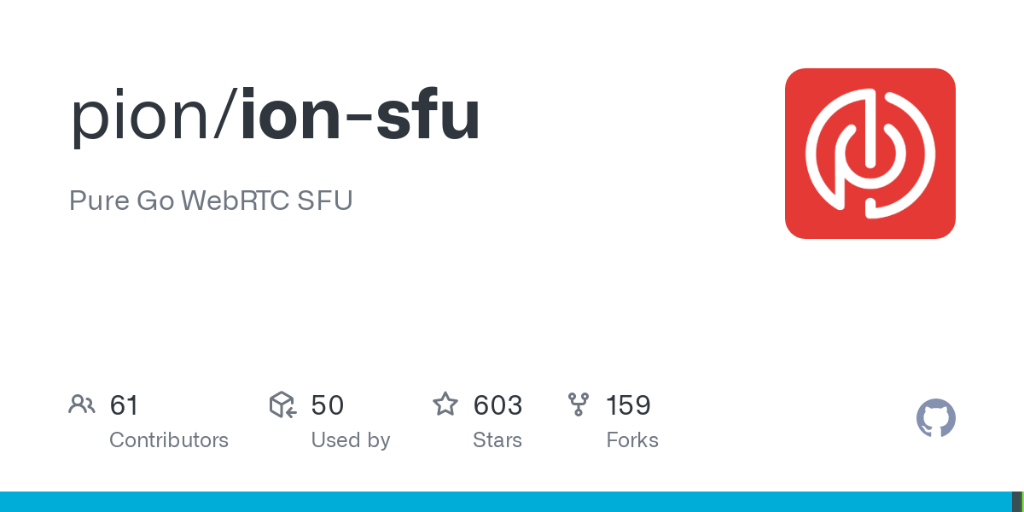 pion/ion-sfu
Pure Go WebRTC SFU
61 50 603 159
Contributors Used by Stars Forks